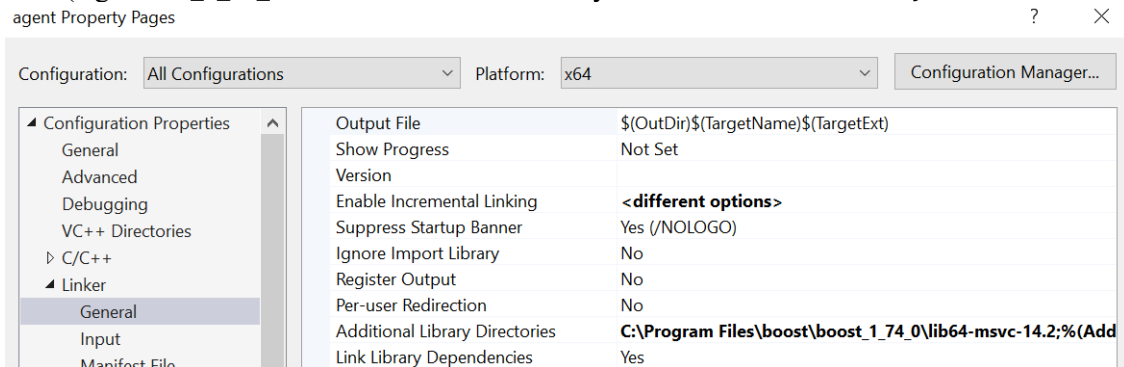 agent Property Pages
? ×
Configuration: All Configurations Platform: x64 Configuration Manager...
Configuration Properties
General
Advanced
Debugging
VC++ Directories
C/C++
Linker
General
Input
Manifest File
Output File $(OutDir)$(TargetName)$(TargetExt)
Show Progress Not Set
Version
Enable Incremental Linking <different options>
Suppress Startup Banner Yes (/NOLOGO)
Ignore Import Library No
Register Output No
Per-user Redirection No
Additional Library Directories C:\Program Files\boost\boost_1_74_0\lib64-msvc-14.2;%(Add
Link Library Dependencies Yes